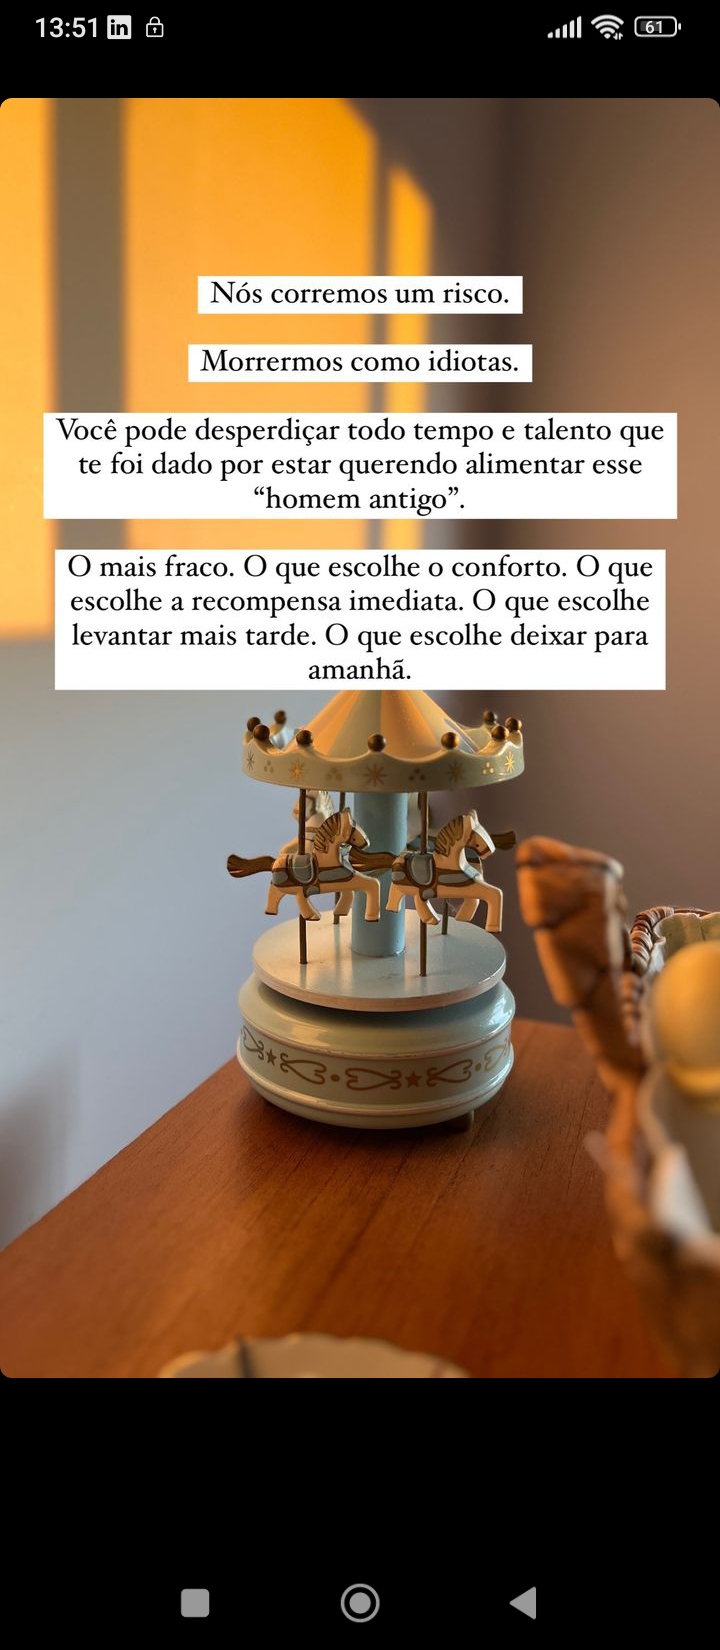 13:51
in
61
Nós corremos um risco.
Morrermos como idiotas.
Você pode desperdiçar todo tempo e talento que
te foi dado por estar querendo alimentar esse
“homem antigo”.
O mais fraco. O que escolhe o conforto. O que
escolhe a recompensa imediata. O que escolhe
levantar mais tarde. O que escolhe deixar para
amanhã.